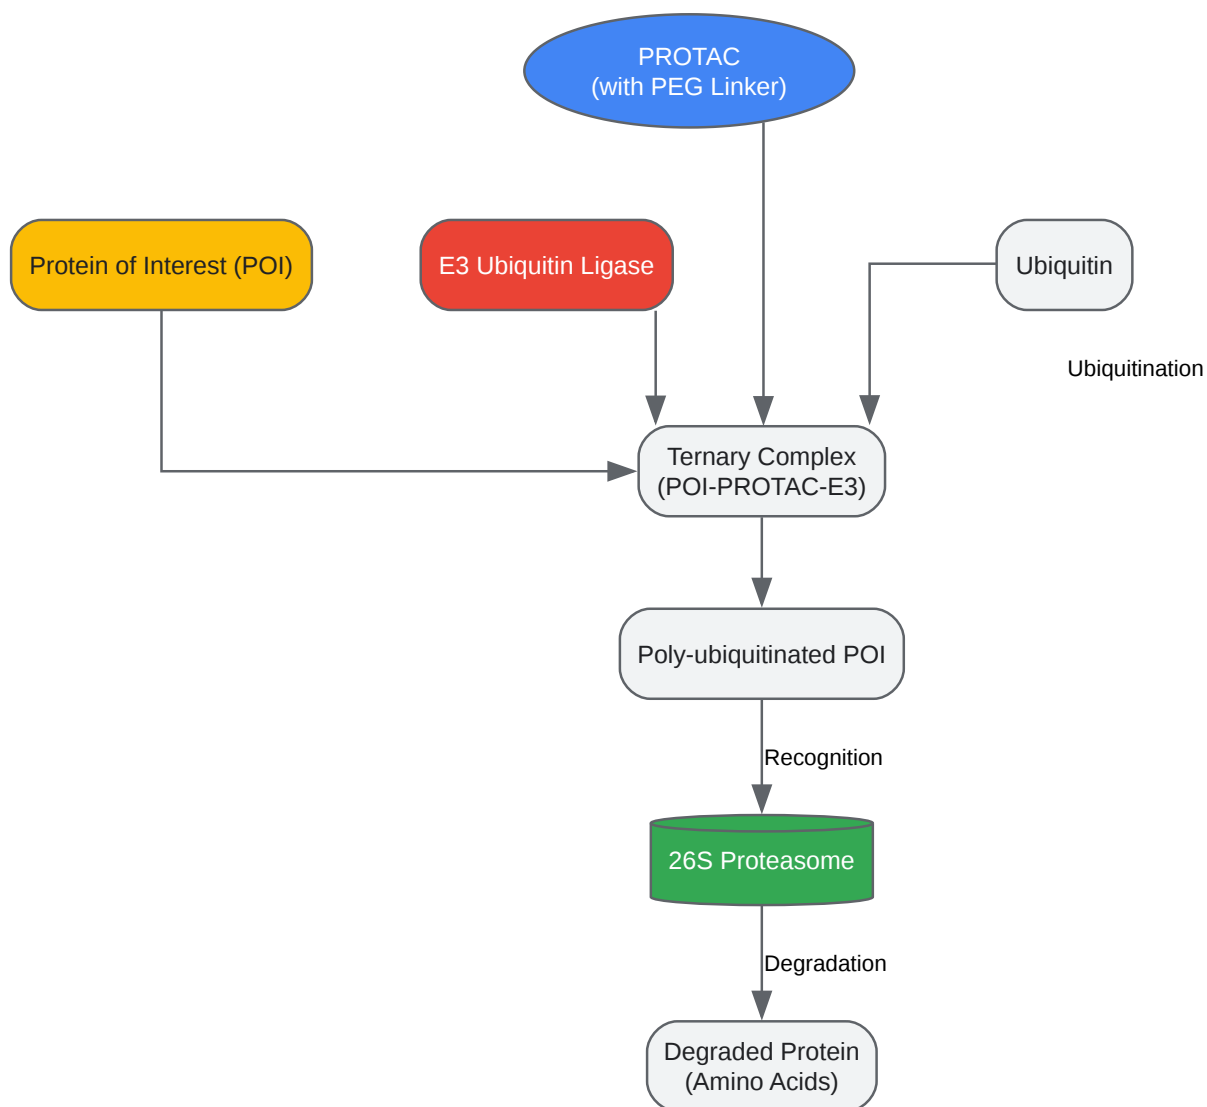 PROTAC
(with PEG Linker)
Protein of Interest (POI)
E3 Ubiquitin Ligase
Ubiquitin
Ubiquitination
Ternary Complex
(POI-PROTAC-E3)
Poly-ubiquitinated POI
Recognition
26S Proteasome
Degradation
Degraded Protein
(Amino Acids)